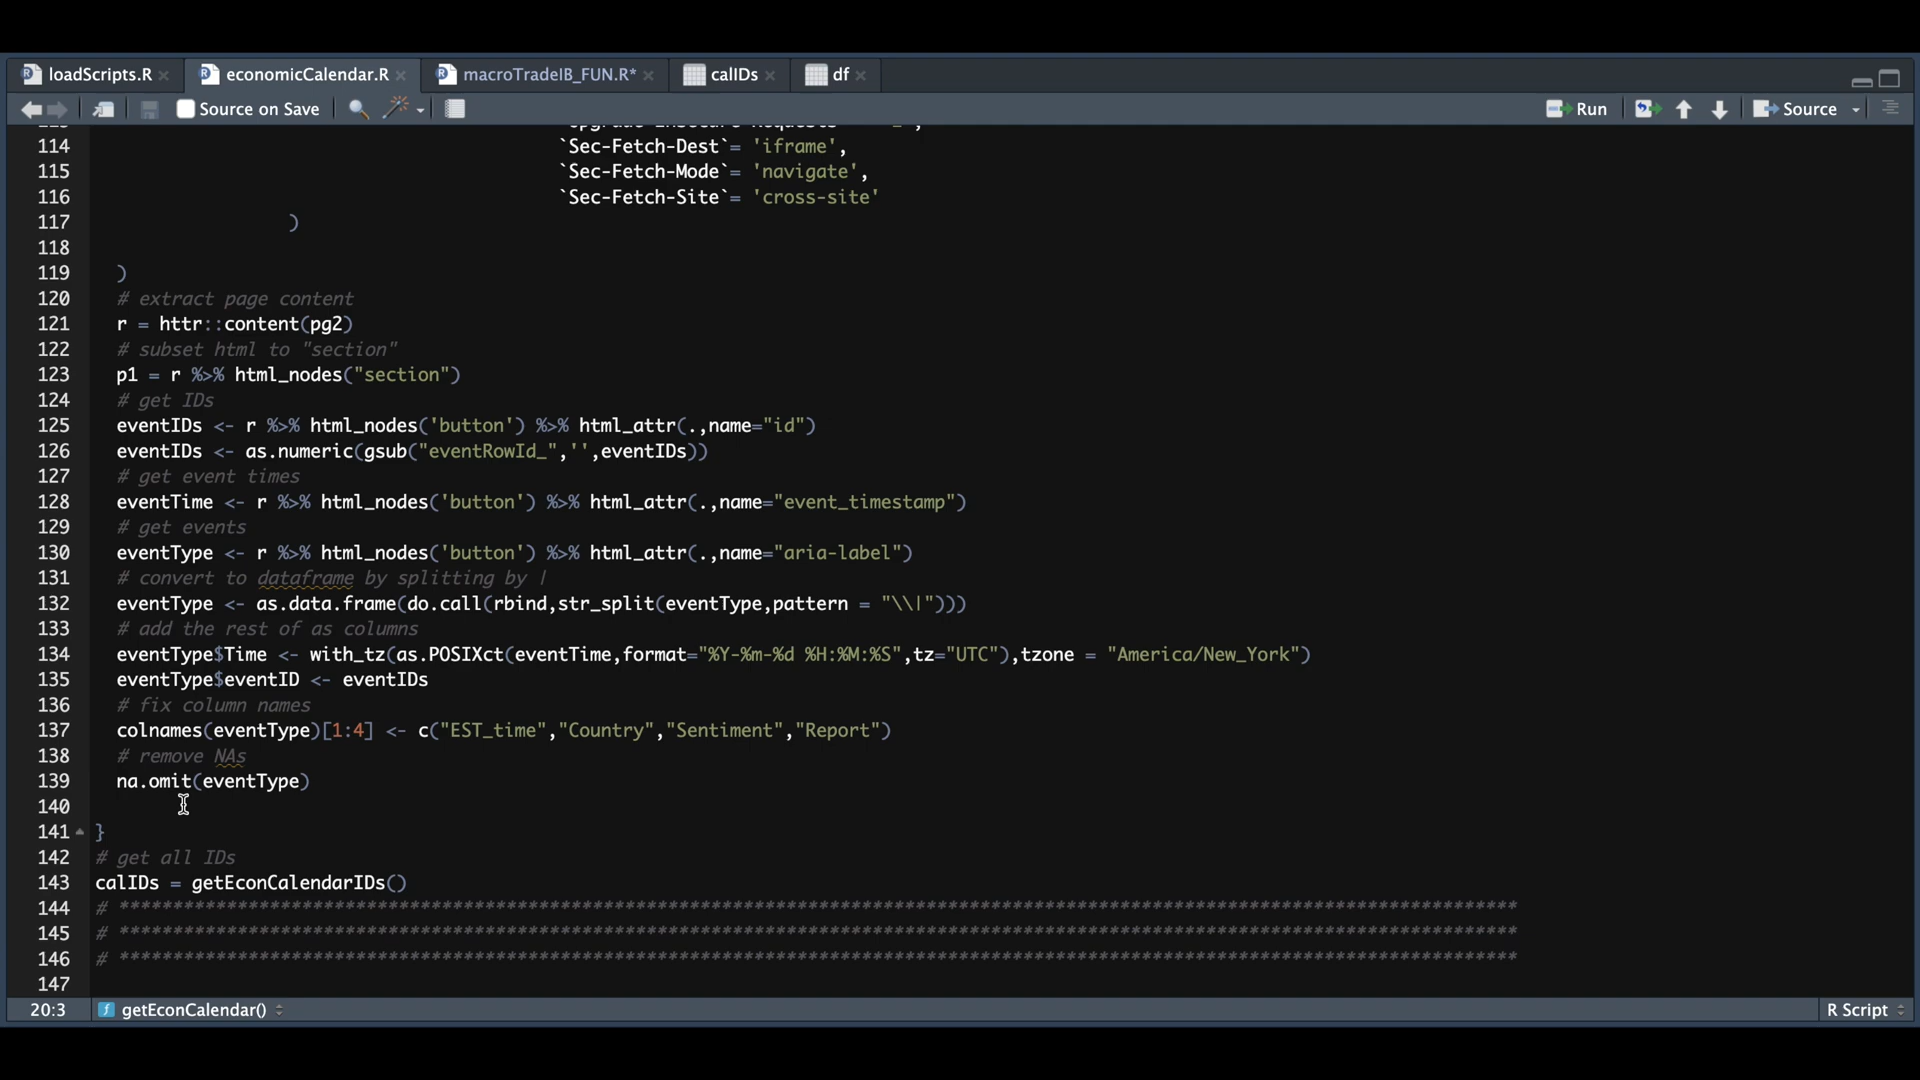 loadScripts.R
economicCalendar.R
macroTradeIB_FUN.R*
calIDs
df
Source on Save
Run
Source
114 `Sec-Fetch-Dest`= 'iframe',
115 `Sec-Fetch-Mode`= 'navigate',
116 `Sec-Fetch-Site`= 'cross-site'
117 )
118
119 )
120 # extract page content
121 r = httr::content(pg2)
122 # subset html to "section"
123 p1 = r %>% html_nodes("section")
124 # get IDs
125 eventIDs <- r %>% html_nodes('button') %>% html_attr(.,name="id")
126 eventIDs <- as.numeric(gsub("eventRowId_",'',eventIDs))
127 # get event times
128 eventTime <- r %>% html_nodes('button') %>% html_attr(.,name="event_timestamp")
129 # get events
130 eventType <- r %>% html_nodes('button') %>% html_attr(.,name="aria-label")
131 # convert to dataframe by splitting by |
132 eventType <- as.data.frame(do.call(rbind,str_split(eventType,pattern = "\\|")))
133 # add the rest of as columns
134 eventType$Time <- with_tz(as.POSIXct(eventTime,format="%Y-%m-%d %H:%M:%S",tz="UTC"),tzone = "America/New_York")
135 eventType$eventID <- eventIDs
136 # fix column names
137 colnames(eventType)[1:4] <- c("EST_time","Country","Sentiment","Report")
138 # remove NAs
139 na.omit(eventType)
140
141 }
142 # get all IDs
143 calIDs = getEconCalendarIDs()
144 # **********************************************************************************************************************************
145 # **********************************************************************************************************************************
146 # **********************************************************************************************************************************
147
20:3 getEconCalendar() R Script